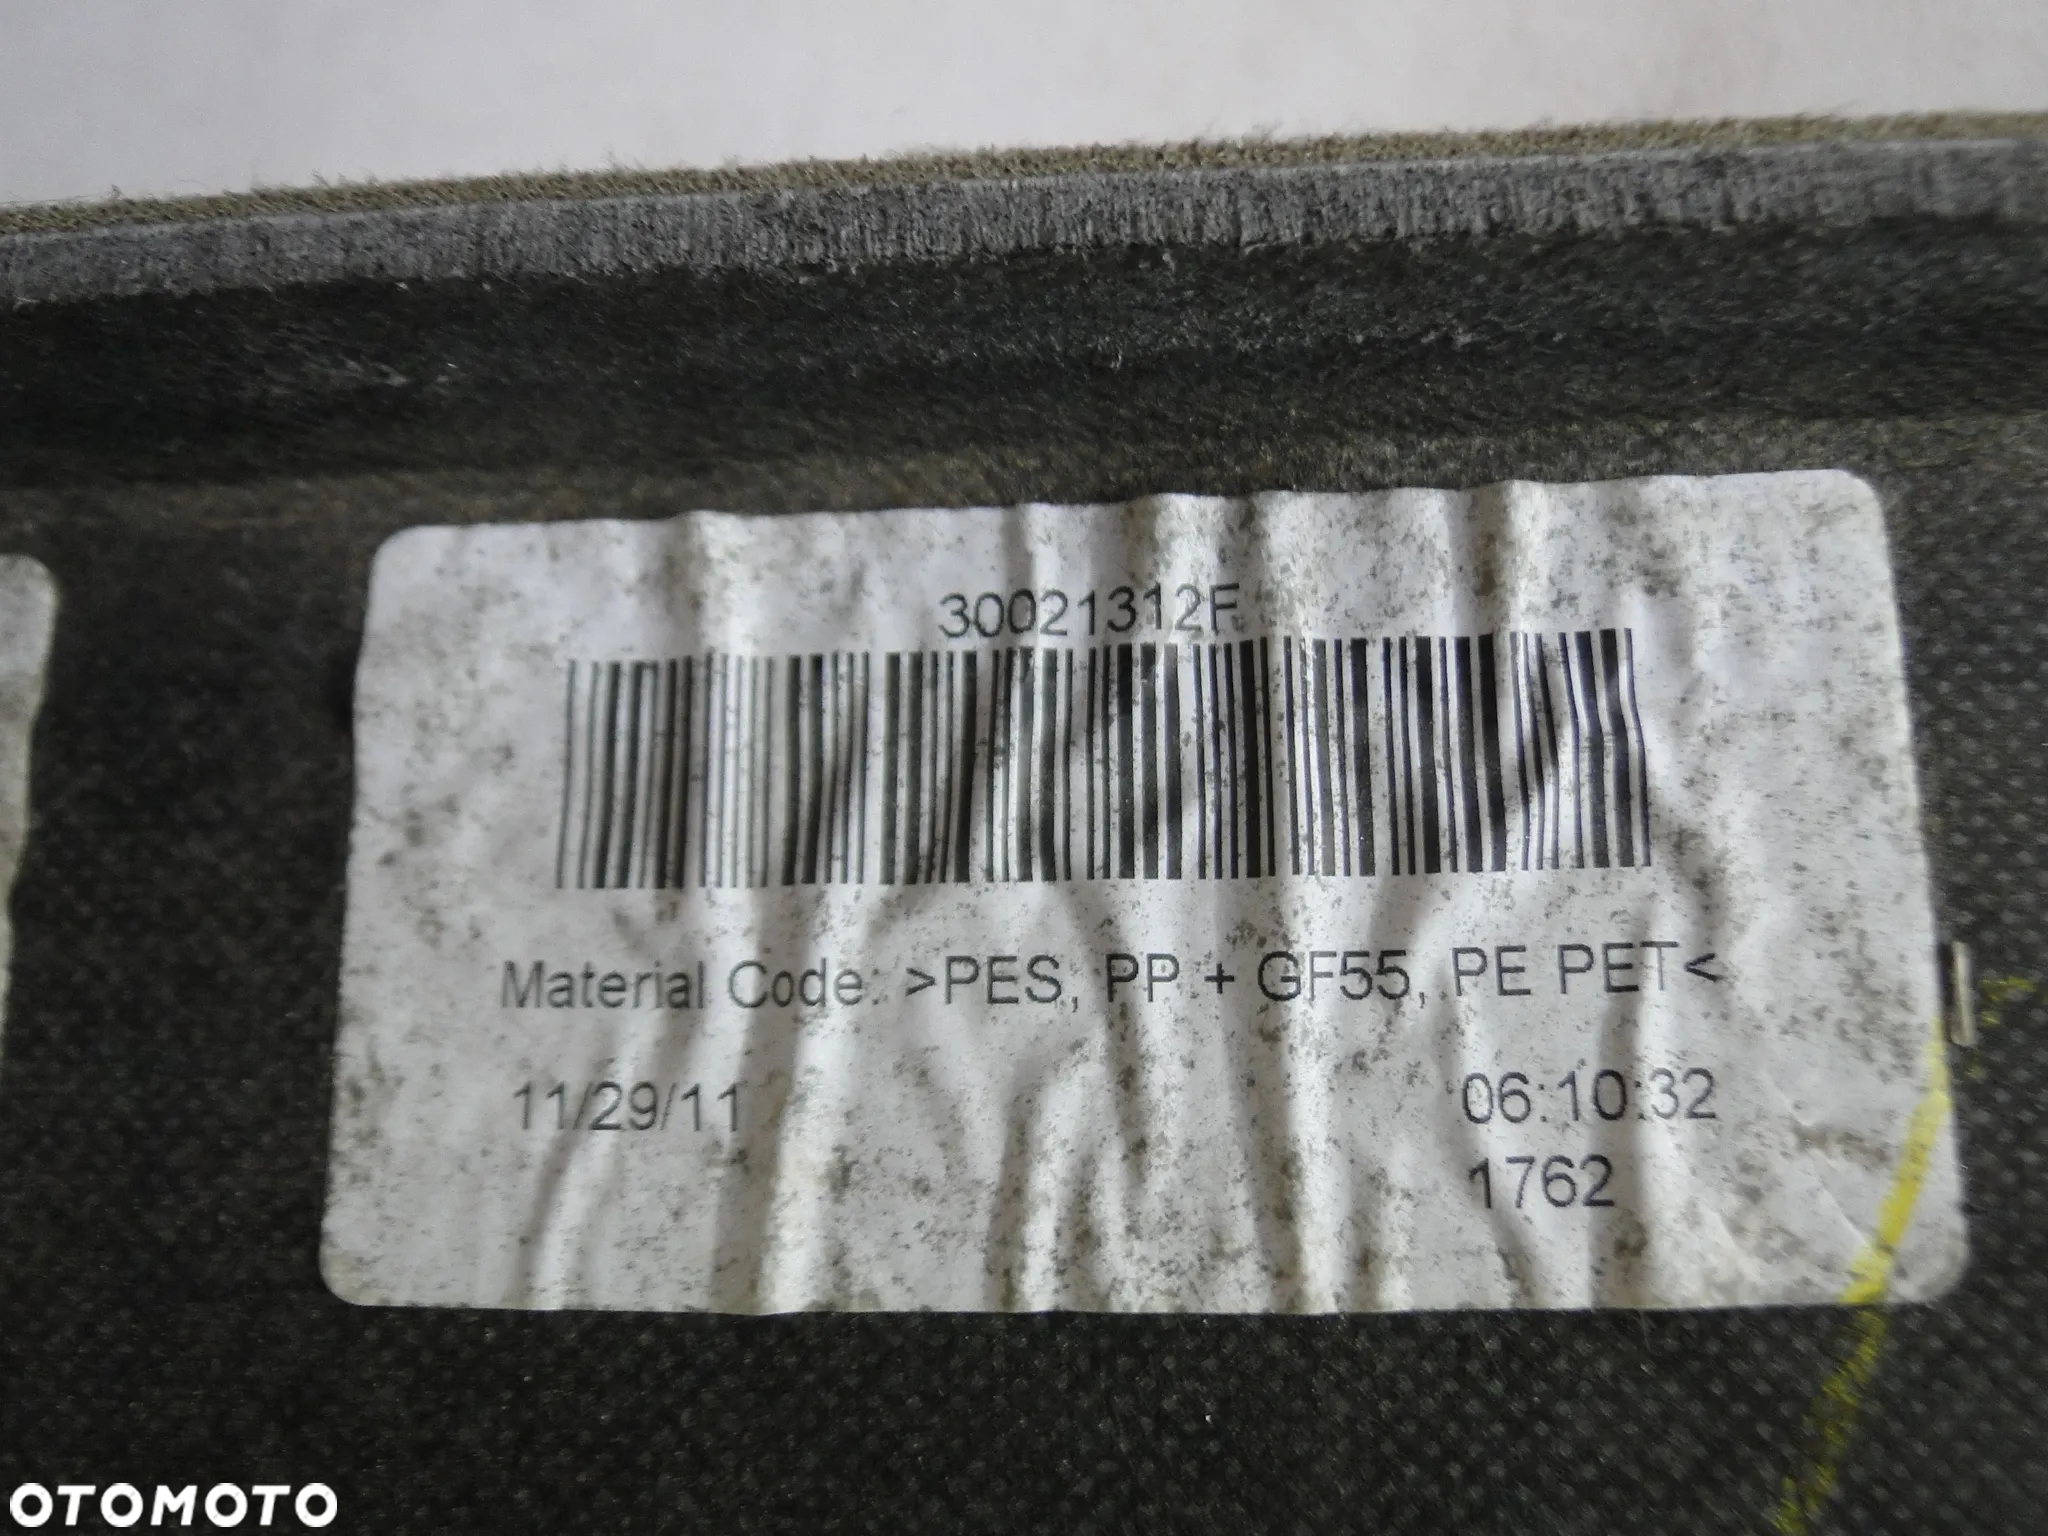 30021312F
Material Code: >PES, PP + GF55, PE PET<
11/29/11 06:10:32
1762
OTOMOTO